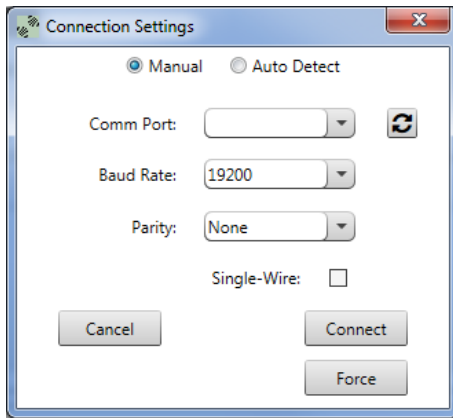 Connection Settings
Manual Auto Detect
Comm Port:
Baud Rate: 19200
Parity: None
Single-Wire:
Cancel Connect
Force